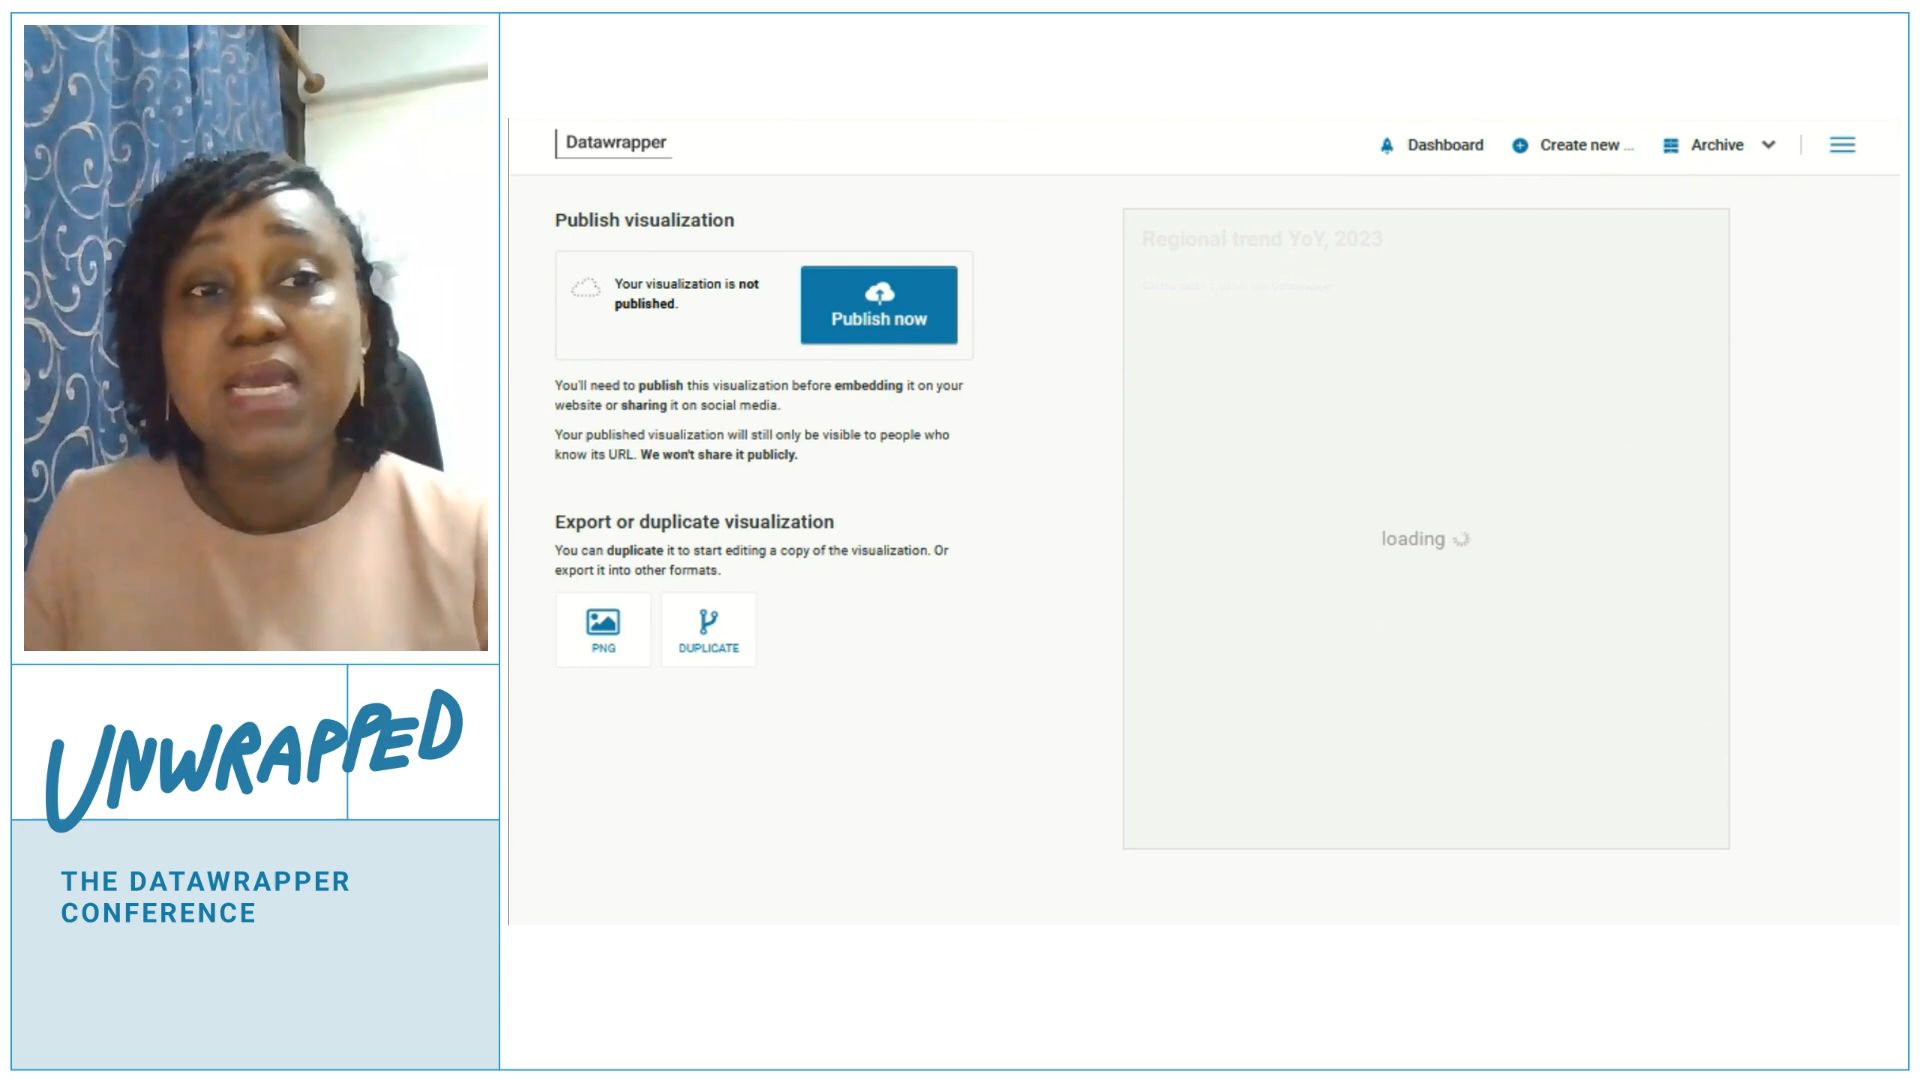 UNWRAPPED
THE DATAWRAPPER
CONFERENCE
Datawrapper
Dashboard
Create new ...
Archive
Publish visualization
Your visualization is not
published.
Publish now
You'll need to publish this visualization before embedding it on your
website or sharing it on social media.
Your published visualization will still only be visible to people who
know its URL. We won't share it publicly.
Export or duplicate visualization
You can duplicate it to start editing a copy of the visualization. Or
export it into other formats.
PNG
DUPLICATE
Regional trend YoY, 2023
loading